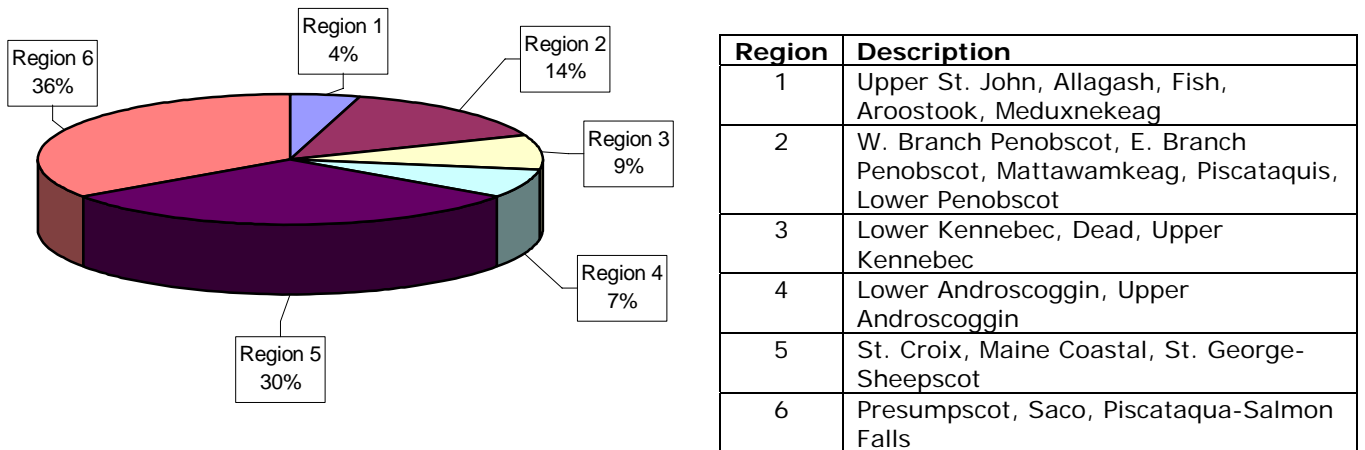 Region 1
4%
Region 2
14%
Region 3
9%
Region 4
7%
Region 5
30%
Region 6
36%
Region Description
1 Upper St. John, Allagash, Fish,
Aroostook, Meduxnekeag
2 W. Branch Penobscot, E. Branch
Penobscot, Mattawamkeag, Piscataquis,
Lower Penobscot
3 Lower Kennebec, Dead, Upper
Kennebec
4 Lower Androscoggin, Upper
Androscoggin
5 St. Croix, Maine Coastal, St. George-
Sheepscot
6 Presumpscot, Saco, Piscataqua-Salmon
Falls